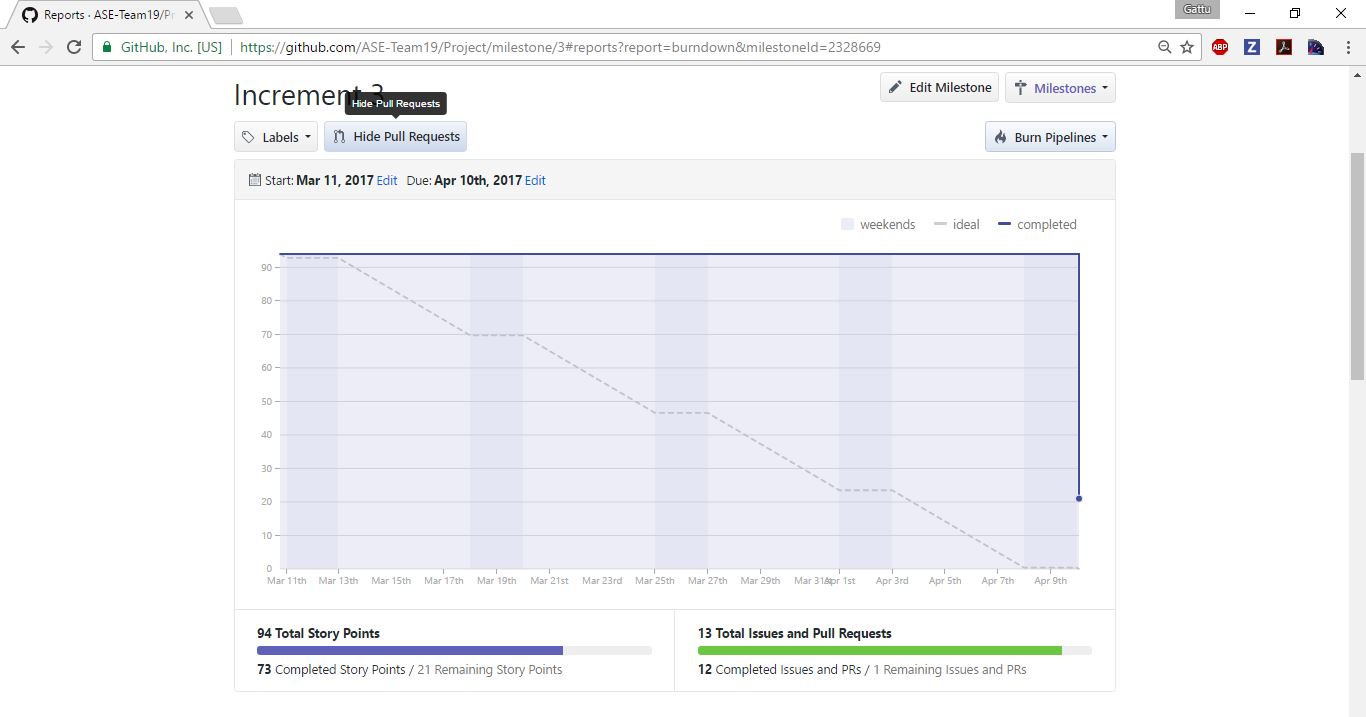 Reports · ASE-Team19/Pr
Gattu
GitHub, Inc. [US]
https://github.com/ASE-Team19/Project/milestone/3#reports?report=burndown&milestoneId=2328669
ABP
Z
Increment 3
Edit Milestone
Milestones
Hide Pull Requests
Labels
Hide Pull Requests
Burn Pipelines
Start: Mar 11, 2017 Edit Due: Apr 10th, 2017 Edit
weekends ideal completed
90
80
70
60
50
40
30
20
10
0
Mar 11th Mar 13th Mar 15th Mar 17th Mar 19th Mar 21st Mar 23rd Mar 25th Mar 27th Mar 29th Mar 31st Apr 1st Apr 3rd Apr 5th Apr 7th Apr 9th
94 Total Story Points
73 Completed Story Points / 21 Remaining Story Points
13 Total Issues and Pull Requests
12 Completed Issues and PRs / 1 Remaining Issues and PRs